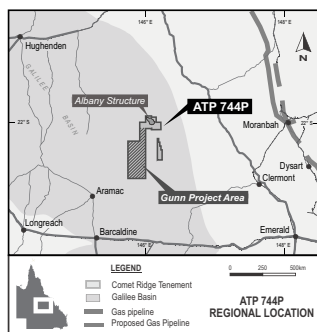 146° E
148° E
Hughenden
GALILEE
BASIN
Albany Structure
N
ATP 744P
22° S
Moranbah
22° S
Dysart
Clermont
Gunn Project Area
Aramac
Longreach
Barcaldine
Emerald
146° E
148° E
LEGEND
Comet Ridge Tenement
Galilee Basin
Gas pipeline
Proposed Gas Pipeline
0 250 500km
ATP 744P
REGIONAL LOCATION